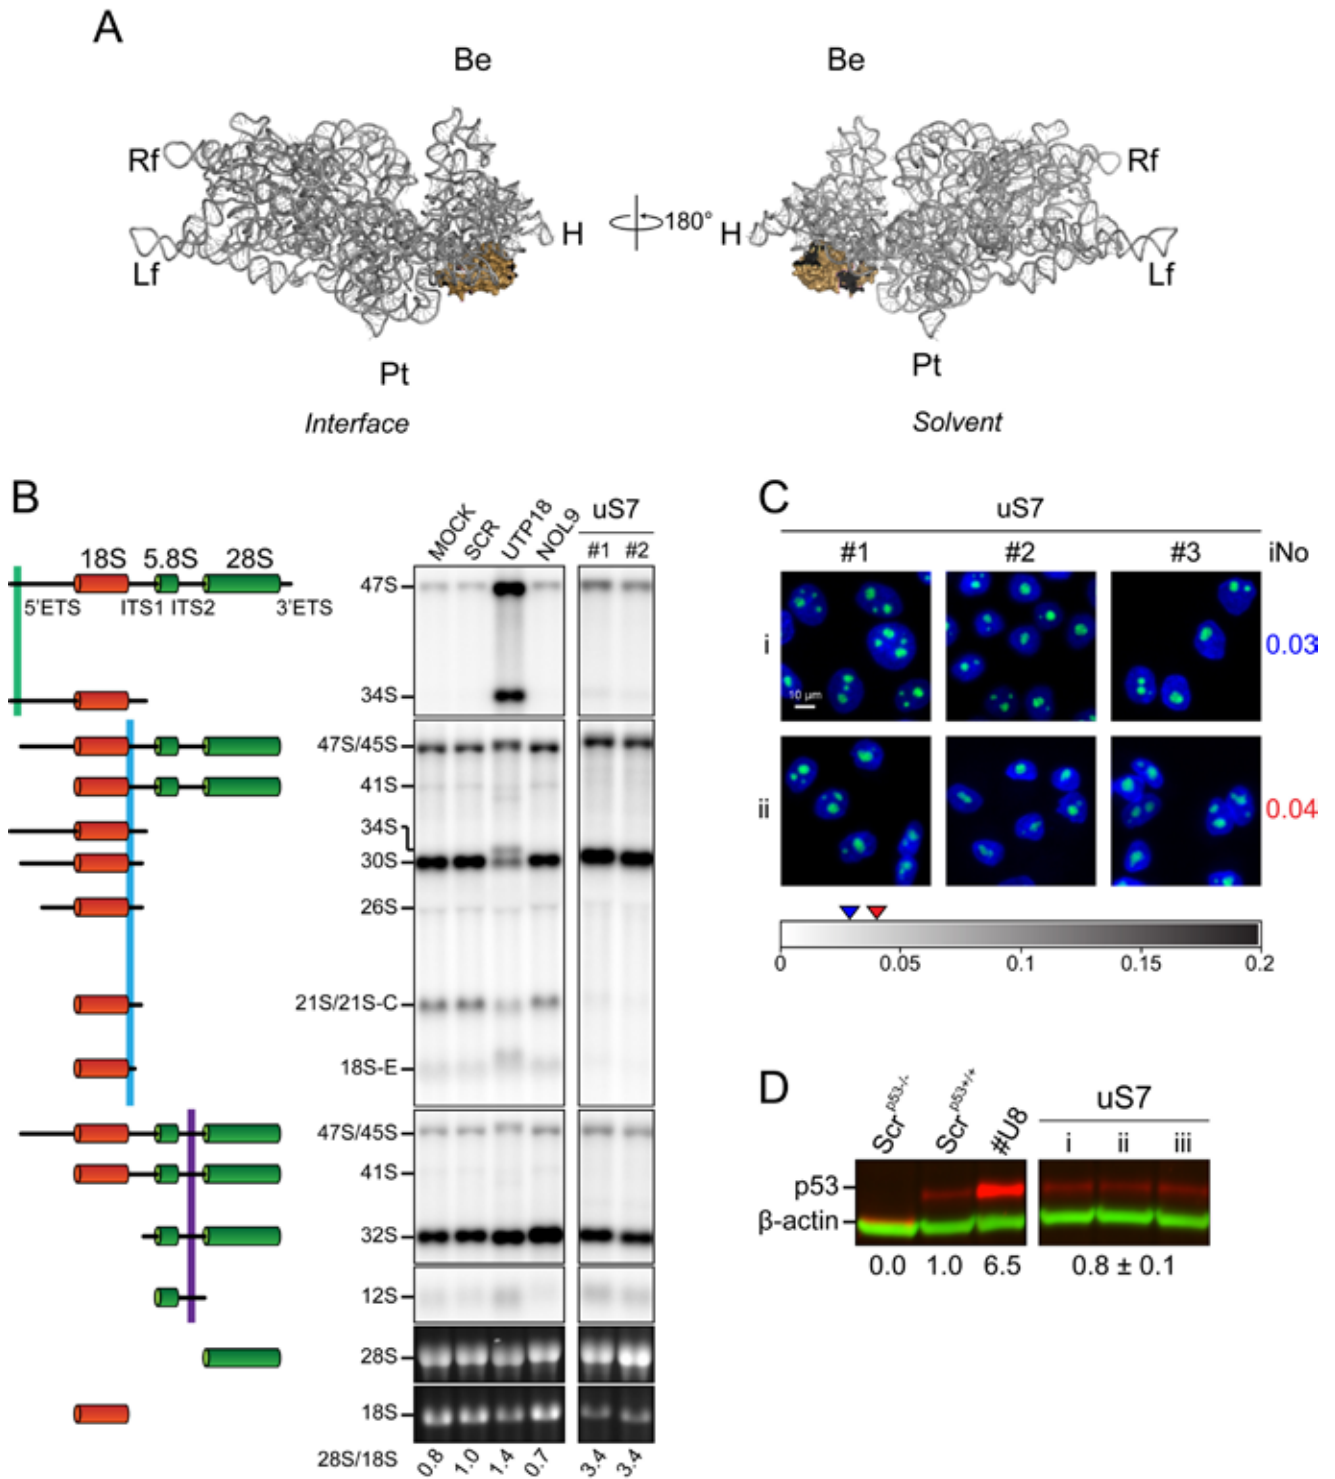 A
Be Be
Rf Rf
H 180° H
Lf Lf
Pt Pt
Interface Solvent
B
18S 5.8S 28S
5'ETS ITS1 ITS2 3'ETS
MOCK SCR UTP18 NOL9 uS7
#1 #2
47S
34S
47S/45S
41S
34S
30S
26S
21S/21S-C
18S-E
47S/45S
41S
32S
12S
28S
18S
28S/18S 0.8 1.0 1.4 0.7 3.4 3.4
C
uS7
#1 #2 #3 iNo
i 0.03
10 µm
ii 0.04
0 0.05 0.1 0.15 0.2
D
Scr p53-/- Scr p53+/+ #U8 uS7
i ii iii
p53
β-actin
0.0 1.0 6.5 0.8 ± 0.1